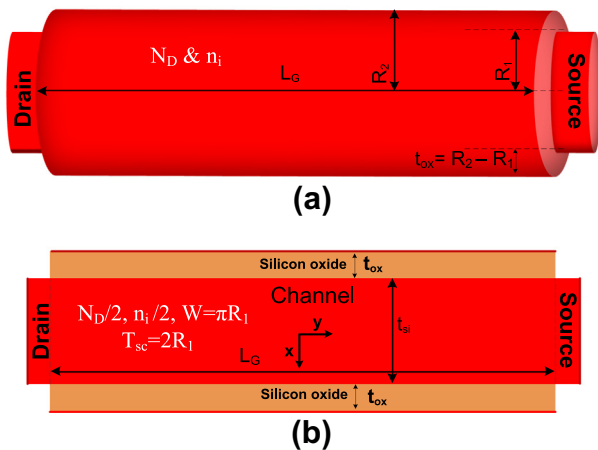 N_D & n_i
Drain
L_G
R_2
R_1
Source
t_ox= R_2− R_1
(a)
Silicon oxide t_ox
Channel
N_D/2, n_i/2, W=πR_1
T_sc=2R_1
Drain
y
x
t_si
Source
L_G
Silicon oxide t_ox
(b)